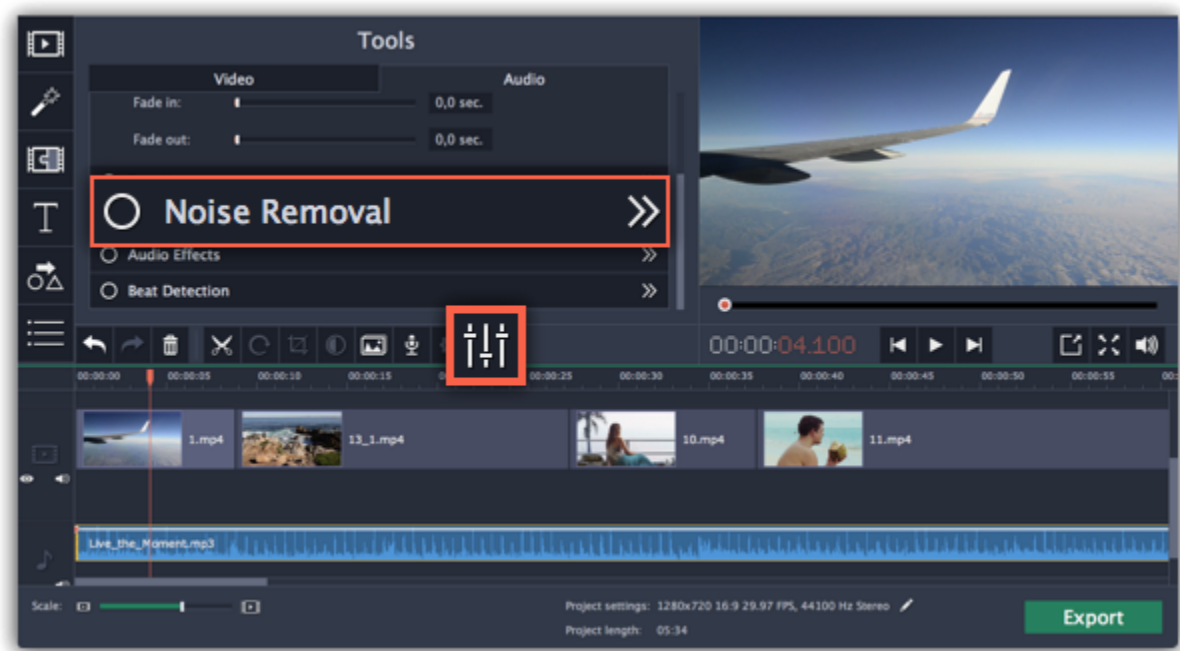 Tools
Video Audio
Fade in: 0,0 sec.
Fade out: 0,0 sec.
Noise Removal
Audio Effects
Beat Detection
T
00:00:04.100
00:00:00 00:00:05 00:00:10 00:00:15 00:00:25 00:00:30 00:00:35 00:00:40 00:00:45 00:00:50 00:00:55 00:
1.mp4 13_1.mp4 10.mp4 11.mp4
Live_the_Moment.mp3
Scale: Project settings: 1280x720 16:9 29.97 FPS, 44100 Hz Stereo
Project length: 05:34
Export